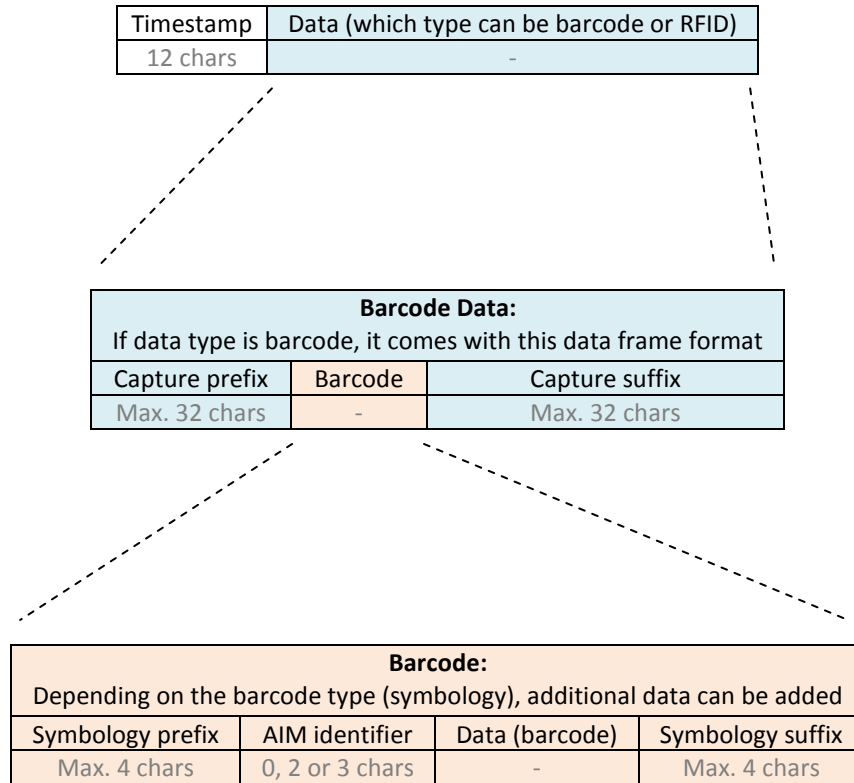 Timestamp Data (which type can be barcode or RFID)
12 chars -
Barcode Data:
If data type is barcode, it comes with this data frame format
Capture prefix Barcode Capture suffix
Max. 32 chars - Max. 32 chars
Barcode:
Depending on the barcode type (symbology), additional data can be added
Symbology prefix AIM identifier Data (barcode) Symbology suffix
Max. 4 chars 0, 2 or 3 chars - Max. 4 chars